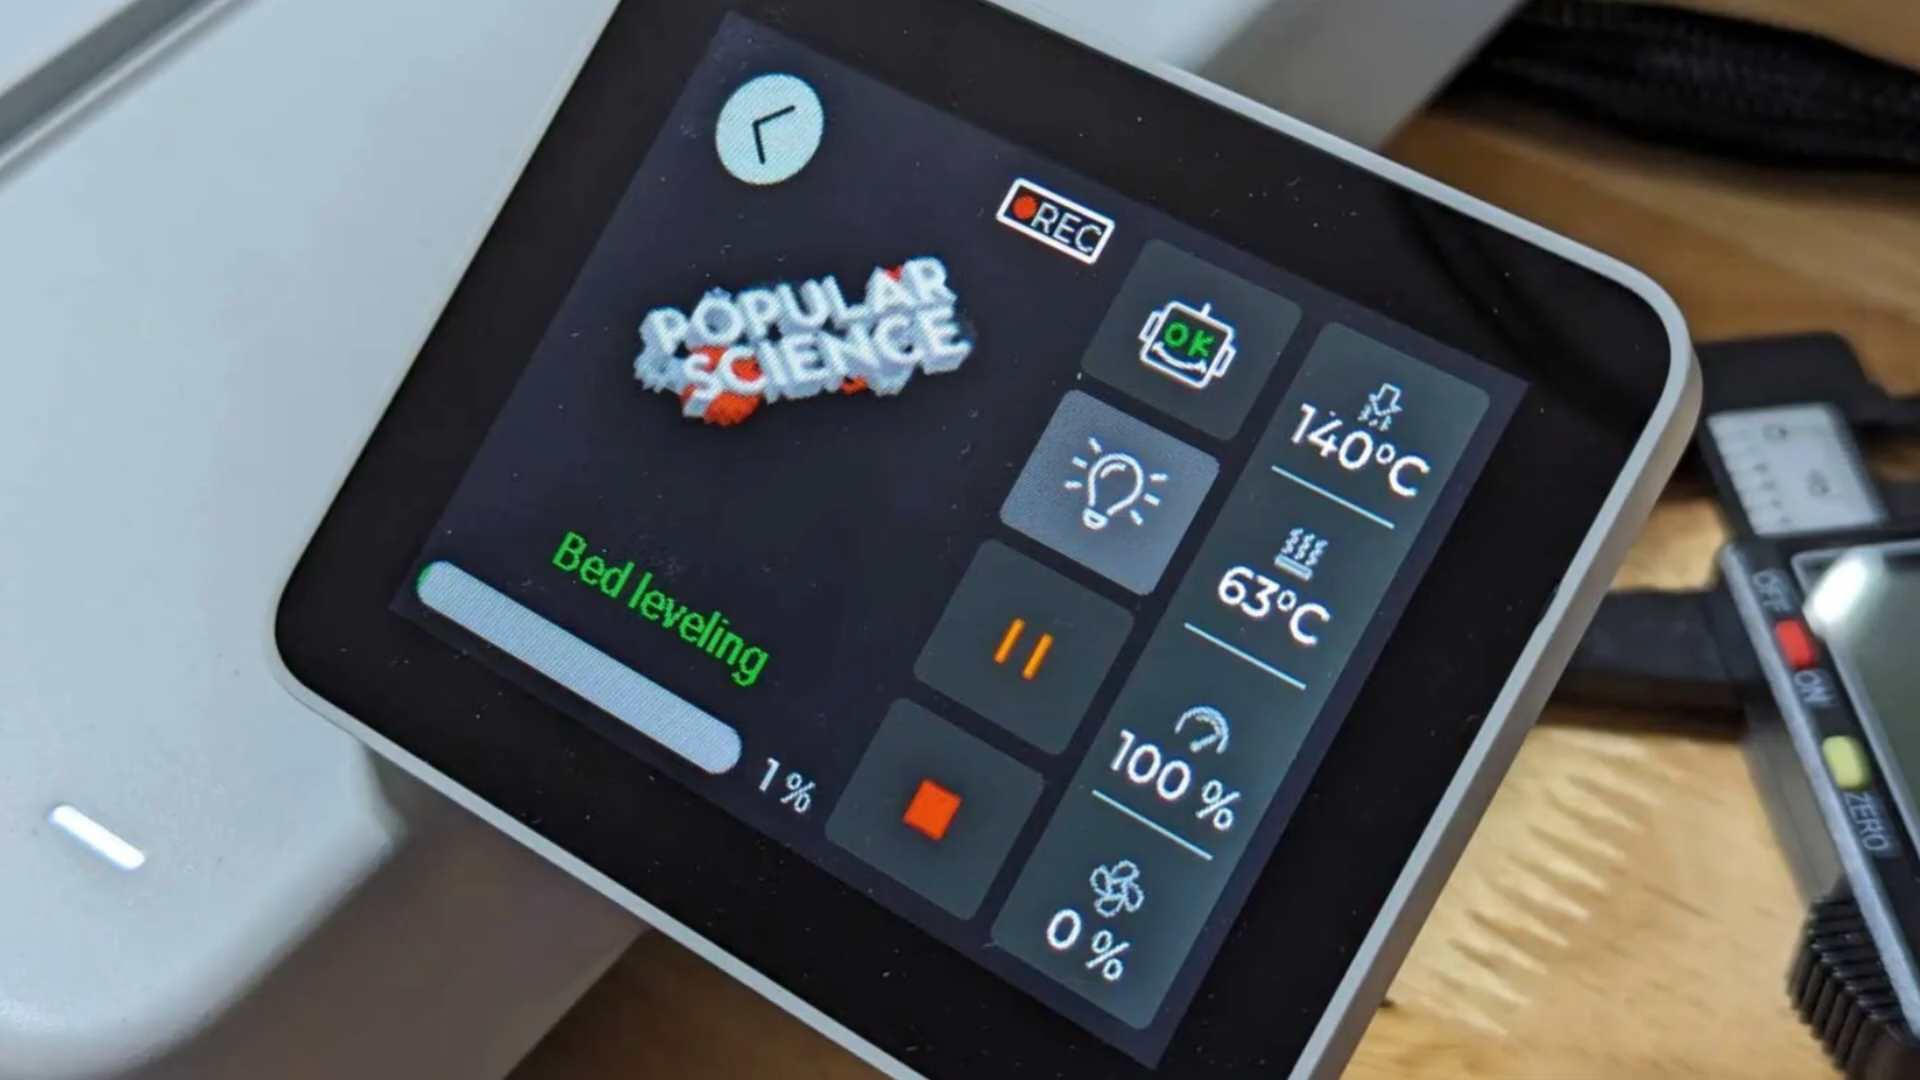 REC
POPULAR
SCIENCE
OK
140°C
63°C
100 %
0 %
Bed leveling
1 %
OFF
ON
ZERO